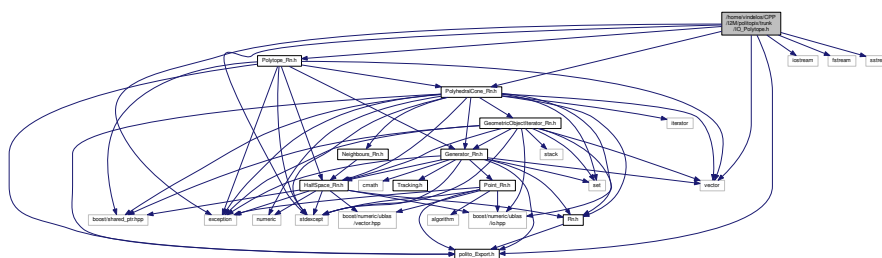 /home/vindelos/CPP
/I2M/politopix/trunk
/IO_Polytope.h
Polytope_Rn.h
iostream
fstream
PolyhedralCone_Rn.h
GeometricObjectIterator_Rn.h
iterator
Neighbours_Rn.h
Generator_Rn.h
stack
HalfSpace_Rn.h
cmath
Tracking.h
Point_Rn.h
set
vector
boost/shared_ptr.hpp
exception
numeric
stdexcept
boost/numeric/ublas
/vector.hpp
algorithm
boost/numeric/ublas
/io.hpp
Rn.h
polito_Export.h